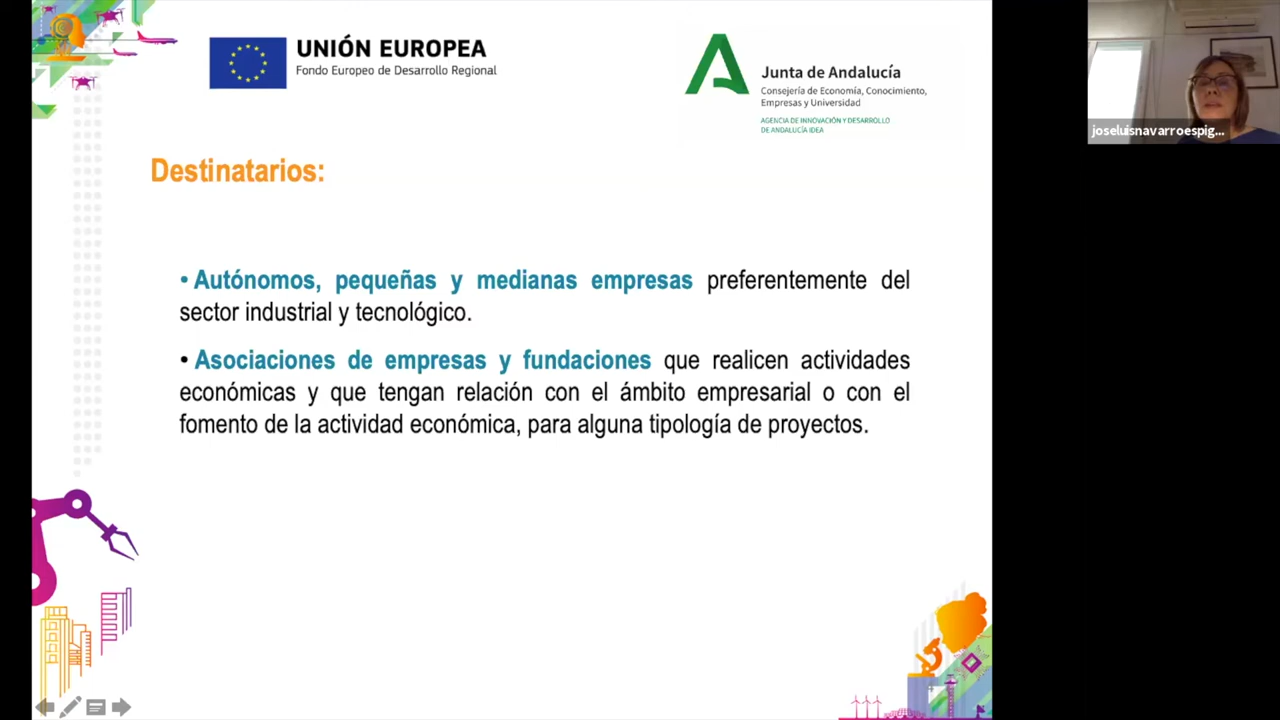 UNIÓN EUROPEA
Fondo Europeo de Desarrollo Regional
Junta de Andalucía
Consejería de Economía, Conocimiento,
Empresas y Universidad
AGENCIA DE INNOVACIÓN Y DESARROLLO
DE ANDALUCÍA IDEA
joseluisnavarroespig...
Destinatarios:
• Autónomos, pequeñas y medianas empresas preferentemente del
sector industrial y tecnológico.
• Asociaciones de empresas y fundaciones que realicen actividades
económicas y que tengan relación con el ámbito empresarial o con el
fomento de la actividad económica, para alguna tipología de proyectos.